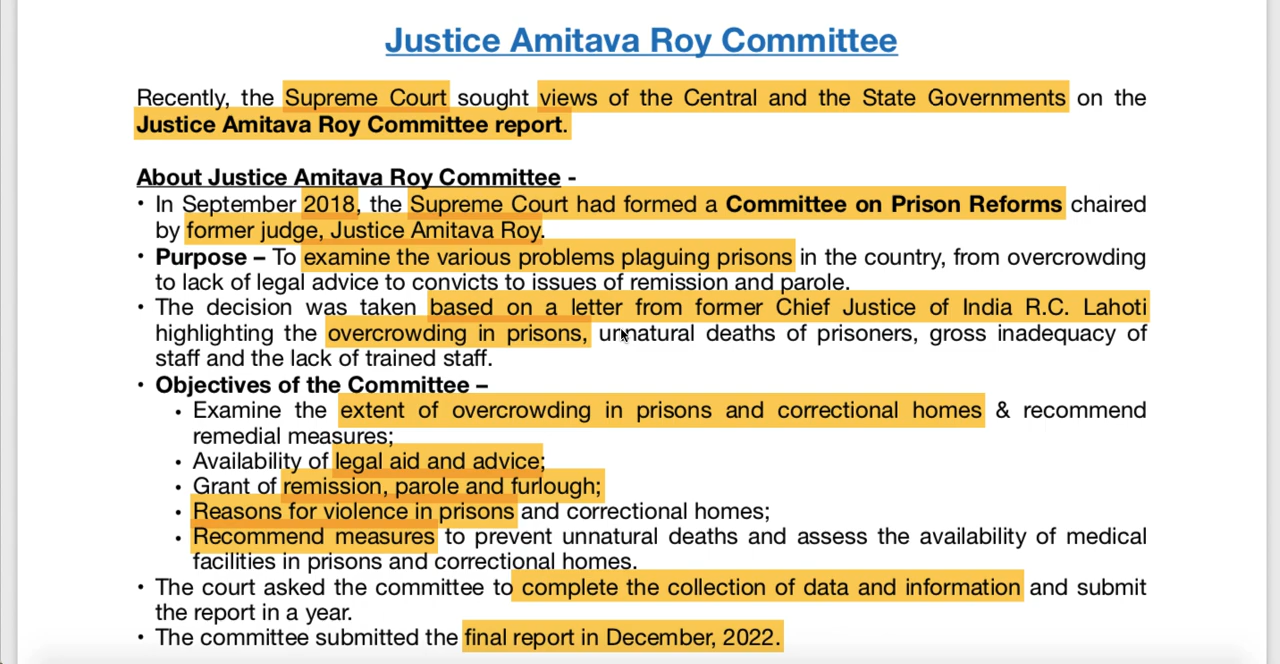 Justice Amitava Roy Committee
Recently, the Supreme Court sought views of the Central and the State Governments on the
Justice Amitava Roy Committee report.
About Justice Amitava Roy Committee -
• In September 2018, the Supreme Court had formed a Committee on Prison Reforms chaired
by former judge, Justice Amitava Roy.
• Purpose – To examine the various problems plaguing prisons in the country, from overcrowding
to lack of legal advice to convicts to issues of remission and parole.
• The decision was taken based on a letter from former Chief Justice of India R.C. Lahoti
highlighting the overcrowding in prisons, unnatural deaths of prisoners, gross inadequacy of
staff and the lack of trained staff.
• Objectives of the Committee –
• Examine the extent of overcrowding in prisons and correctional homes & recommend
remedial measures;
• Availability of legal aid and advice;
• Grant of remission, parole and furlough;
• Reasons for violence in prisons and correctional homes;
• Recommend measures to prevent unnatural deaths and assess the availability of medical
facilities in prisons and correctional homes.
• The court asked the committee to complete the collection of data and information and submit
the report in a year.
• The committee submitted the final report in December, 2022.